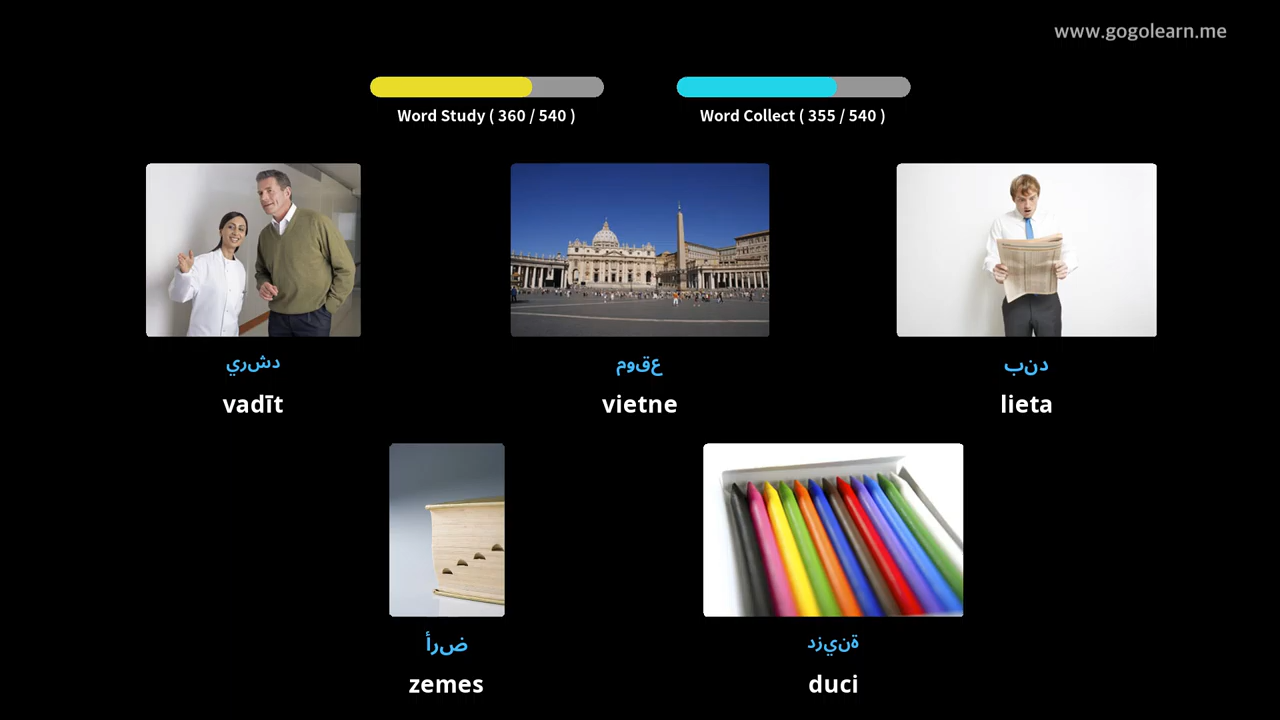 www.gogolearn.me
Word Study ( 360 / 540 )
Word Collect ( 355 / 540 )
دشري
vadīt
عقوم
vietne
دنب
lieta
ضرأ
zemes
ةنيزد
duci